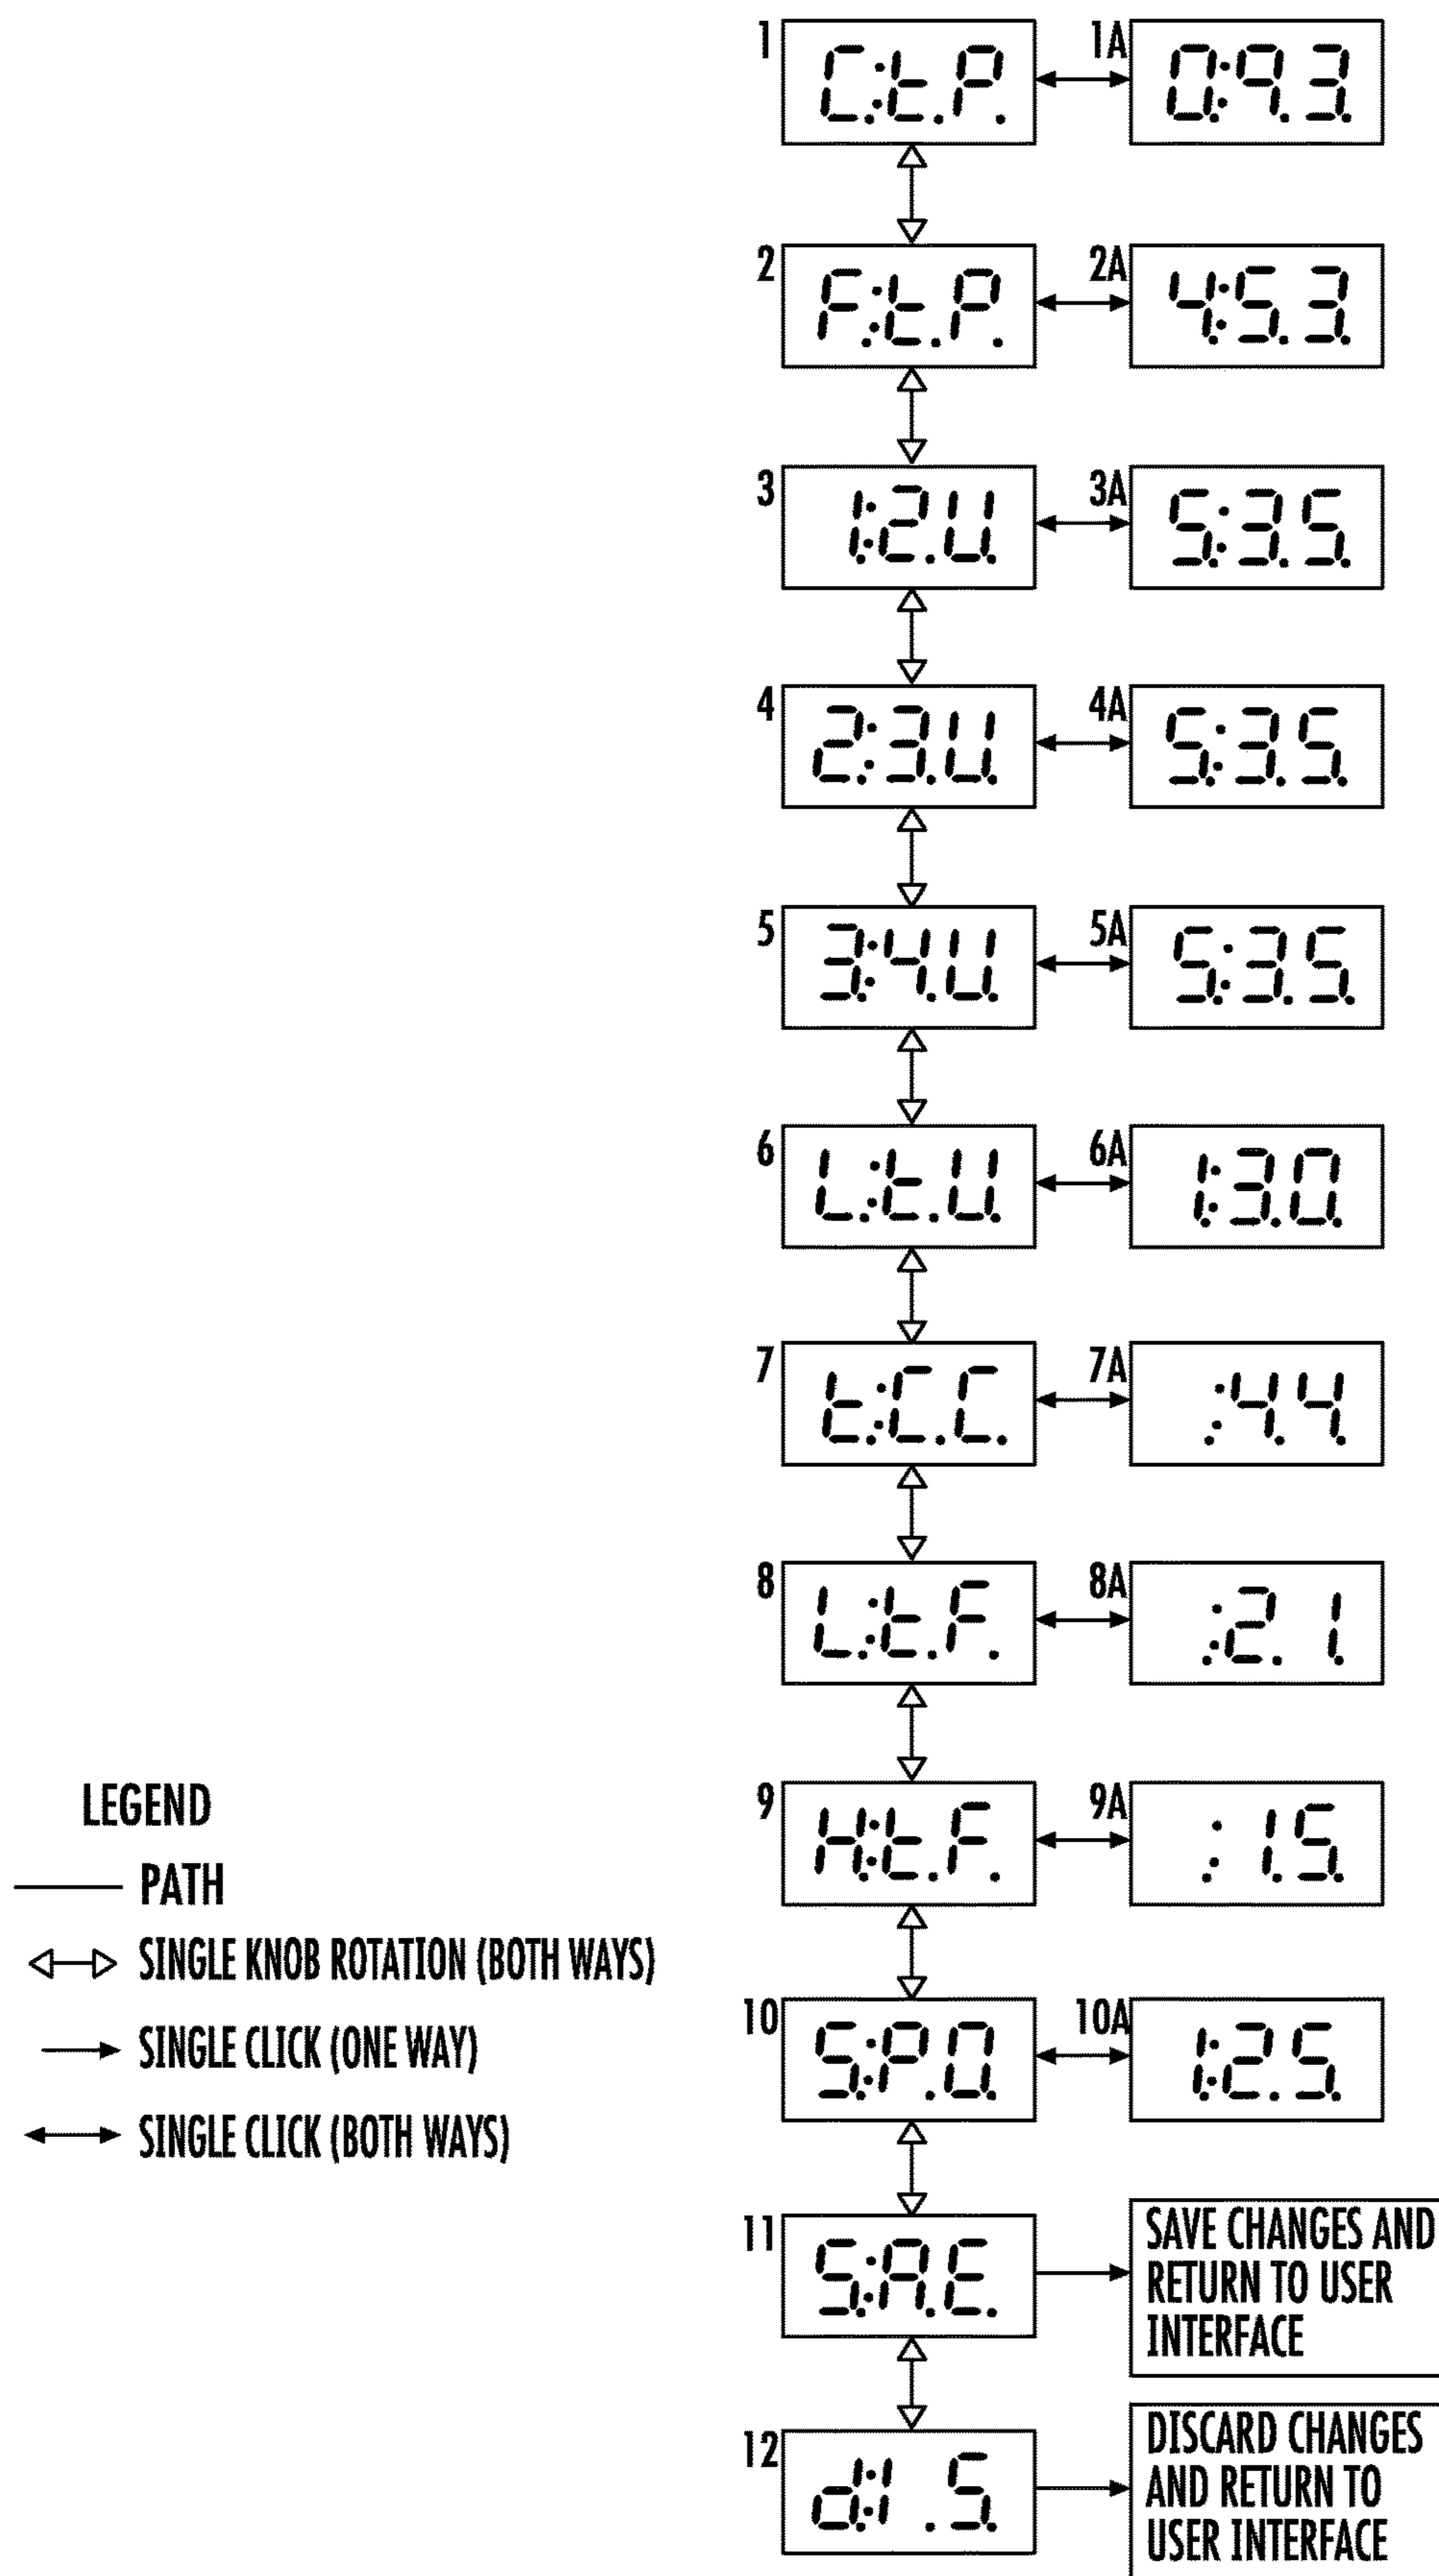 1
C:t.P.
1A
0:9.3.
2
F:t.P.
2A
4:5.3.
3
1:2.U.
3A
5:3.5.
4
2:3.U.
4A
5:3.5.
5
3:4.U.
5A
5:3.5.
6
L:t.U.
6A
1:3.0.
7
t:C.C.
7A
:4.4.
8
L:t.F.
8A
:2.1.
9
H:t.F.
9A
:1.5.
10
S:P.0.
10A
1:2.5.
11
S:A.E.
SAVE CHANGES AND
RETURN TO USER
INTERFACE
12
d:1.S.
DISCARD CHANGES
AND RETURN TO
USER INTERFACE
LEGEND
PATH
SINGLE KNOB ROTATION (BOTH WAYS)
SINGLE CLICK (ONE WAY)
SINGLE CLICK (BOTH WAYS)